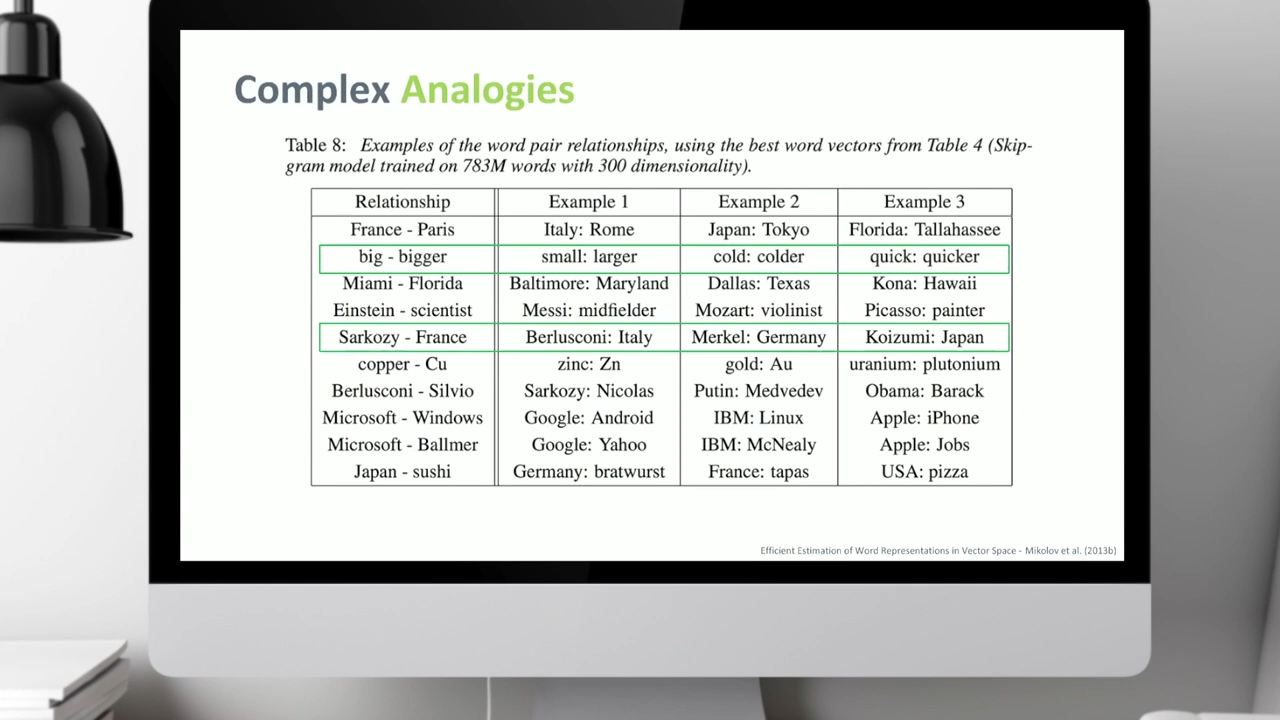 Complex Analogies
Table 8: Examples of the word pair relationships, using the best word vectors from Table 4 (Skip-
gram model trained on 783M words with 300 dimensionality).
Relationship Example 1 Example 2 Example 3
France - Paris Italy: Rome Japan: Tokyo Florida: Tallahassee
big - bigger small: larger cold: colder quick: quicker
Miami - Florida Baltimore: Maryland Dallas: Texas Kona: Hawaii
Einstein - scientist Messi: midfielder Mozart: violinist Picasso: painter
Sarkozy - France Berlusconi: Italy Merkel: Germany Koizumi: Japan
copper - Cu zinc: Zn gold: Au uranium: plutonium
Berlusconi - Silvio Sarkozy: Nicolas Putin: Medvedev Obama: Barack
Microsoft - Windows Google: Android IBM: Linux Apple: iPhone
Microsoft - Ballmer Google: Yahoo IBM: McNealy Apple: Jobs
Japan - sushi Germany: bratwurst France: tapas USA: pizza
Efficient Estimation of Word Representations in Vector Space - Mikolov et al. (2013b)